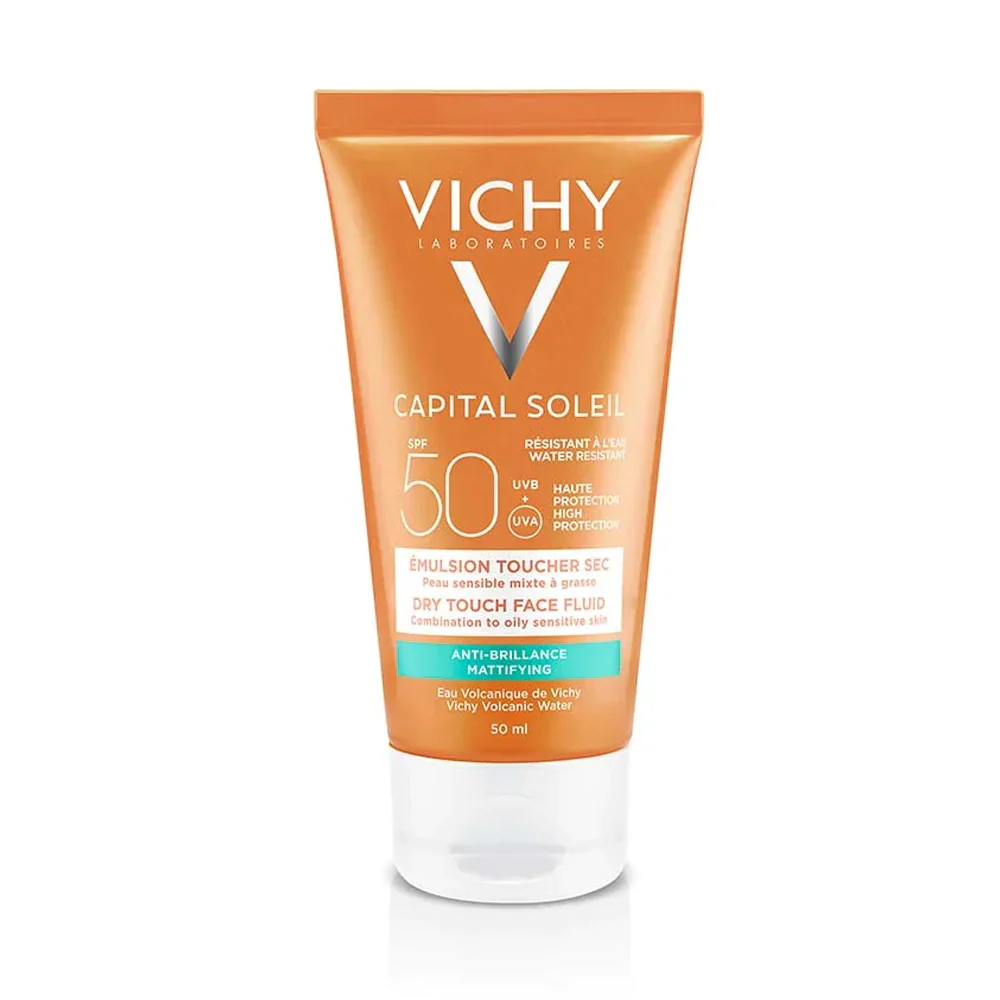 VICHY
LABORATOIRES
CAPITAL SOLEIL
SPF
50
UVB
+
UVA
RÉSISTANT À L'EAU
WATER RESISTANT
HAUTE
PROTECTION
HIGH
PROTECTION
ÉMULSION TOUCHER SEC
Peau sensible mixte à grasse
DRY TOUCH FACE FLUID
Combination to oily sensitive skin
ANTI-BRILLANCE
MATTIFYING
Eau Volcanique de Vichy
Vichy Volcanic Water
50 ml